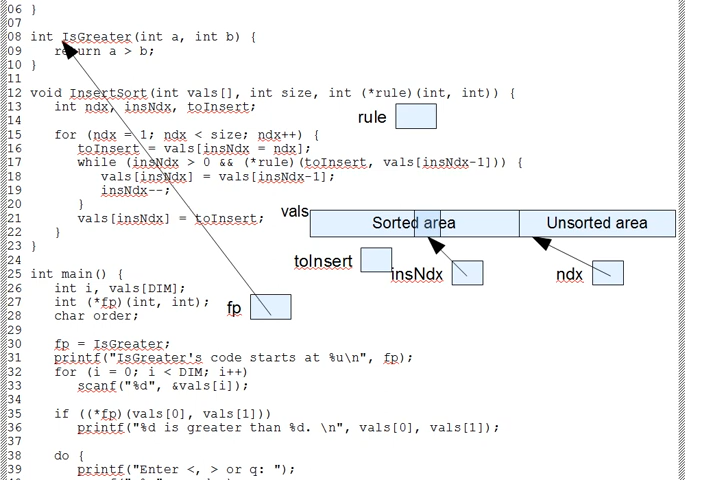 06 }
07
08 int IsGreater(int a, int b) {
09    return a > b;
10 }
11
12 void InsertSort(int vals[], int size, int (*rule)(int, int)) {
13    int ndx, insNdx, toInsert;
rule
14
15    for (ndx = 1; ndx < size; ndx++) {
16       toInsert = vals[insNdx = ndx];
17       while (insNdx > 0 && (*rule)(toInsert, vals[insNdx-1])) {
18          vals[insNdx] = vals[insNdx-1];
19          insNdx--;
20       }
21       vals[insNdx] = toInsert;
vals
Sorted area
Unsorted area
22    }
23 }
toInsert
insNdx
ndx
24
25 int main() {
26    int i, vals[DIM];
27    int (*fp)(int, int);
fp
28    char order;
29
30    fp = IsGreater;
31    printf("IsGreater's code starts at %u\n", fp);
32    for (i = 0; i < DIM; i++)
33       scanf("%d", &vals[i]);
34
35    if ((*fp)(vals[0], vals[1]))
36       printf("%d is greater than %d. \n", vals[0], vals[1]);
37
38    do {
39       printf("Enter <, > or q: ");